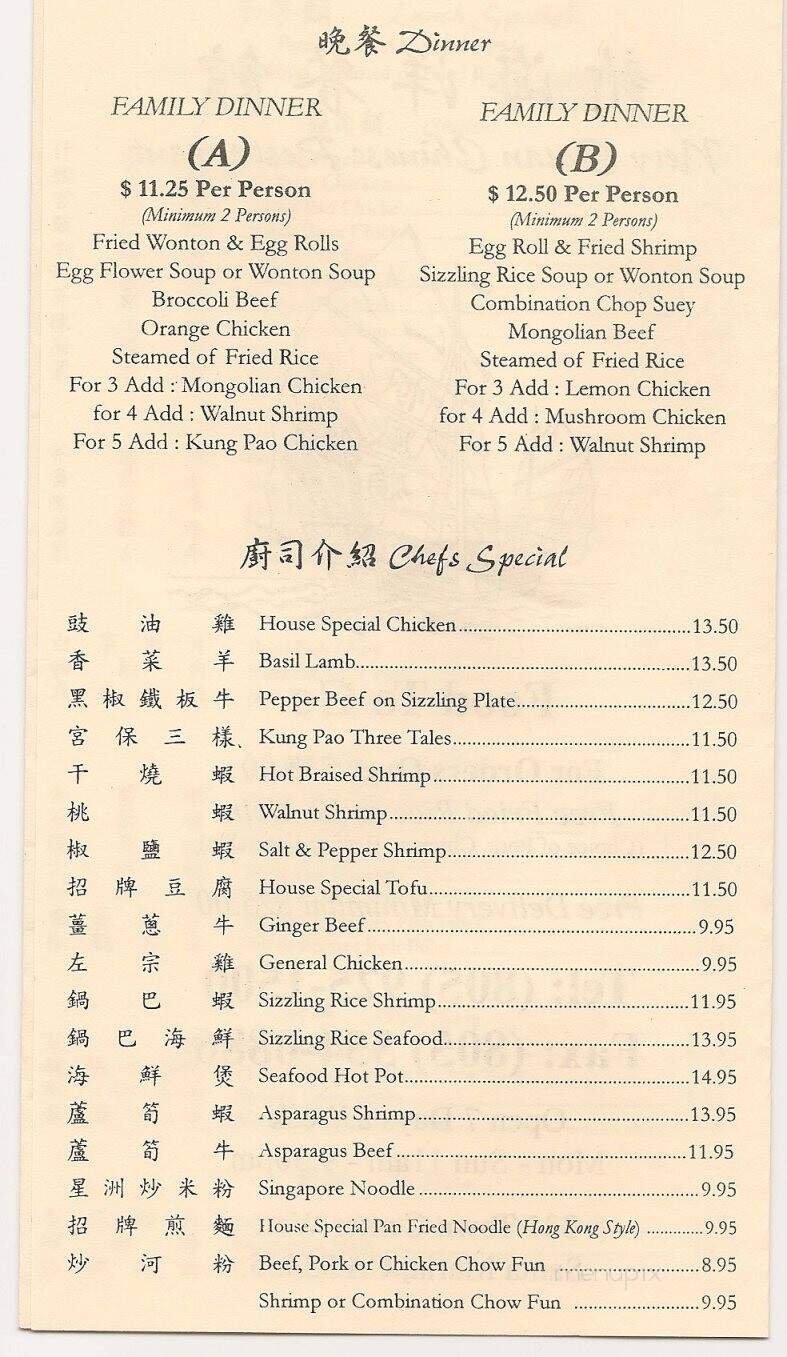 晚餐 Dinner
FAMILY DINNER
(A)
$ 11.25 Per Person
(Minimum 2 Persons)
Fried Wonton & Egg Rolls
Egg Flower Soup or Wonton Soup
Broccoli Beef
Orange Chicken
Steamed of Fried Rice
For 3 Add : Mongolian Chicken
for 4 Add : Walnut Shrimp
For 5 Add : Kung Pao Chicken
FAMILY DINNER
(B)
$ 12.50 Per Person
(Minimum 2 Persons)
Egg Roll & Fried Shrimp
Sizzling Rice Soup or Wonton Soup
Combination Chop Suey
Mongolian Beef
Steamed of Fried Rice
For 3 Add : Lemon Chicken
for 4 Add : Mushroom Chicken
For 5 Add : Walnut Shrimp
廚司介紹 Chefs Special
豉油雞 House Special Chicken 13.50
香菜羊 Basil Lamb 13.50
黑椒鐵板牛 Pepper Beef on Sizzling Plate 12.50
宮保三樣 Kung Pao Three Tales 11.50
干燒蝦 Hot Braised Shrimp 11.50
桃蝦 Walnut Shrimp 11.50
椒鹽蝦 Salt & Pepper Shrimp 12.50
招牌豆腐 House Special Tofu 11.50
薑蔥牛 Ginger Beef 9.95
左宗雞 General Chicken 9.95
鍋巴蝦 Sizzling Rice Shrimp 11.95
鍋巴海鮮 Sizzling Rice Seafood 13.95
海鮮煲 Seafood Hot Pot 14.95
蘆筍蝦 Asparagus Shrimp 13.95
蘆筍牛 Asparagus Beef 11.95
星洲炒米粉 Singapore Noodle 9.95
招牌煎麵 House Special Pan Fried Noodle (Hong Kong Style) 9.95
炒河粉 Beef, Pork or Chicken Chow Fun 8.95
Shrimp or Combination Chow Fun 9.95
menupix